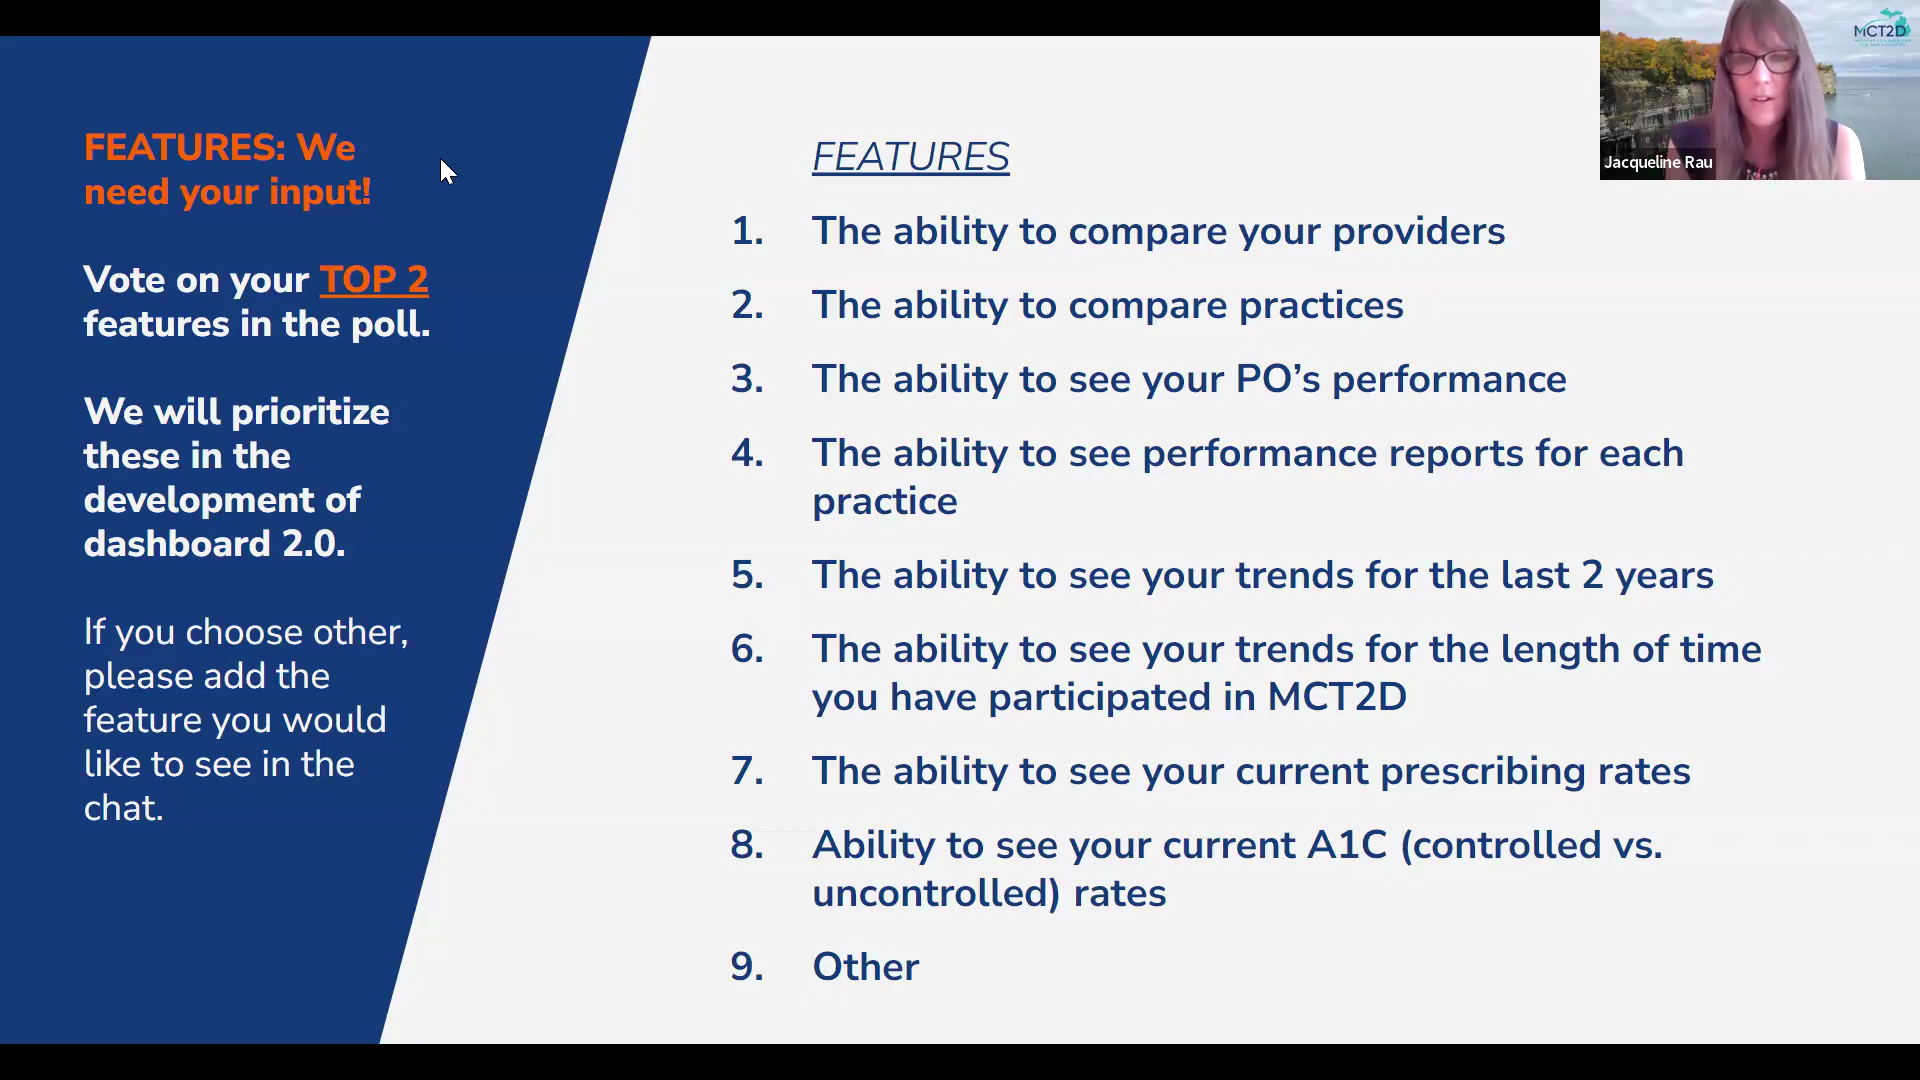 FEATURES: We
need your input!
Vote on your TOP 2
features in the poll.
We will prioritize
these in the
development of
dashboard 2.0.
If you choose other,
please add the
feature you would
like to see in the
chat.
FEATURES
1. The ability to compare your providers
2. The ability to compare practices
3. The ability to see your PO’s performance
4. The ability to see performance reports for each
practice
5. The ability to see your trends for the last 2 years
6. The ability to see your trends for the length of time
you have participated in MCT2D
7. The ability to see your current prescribing rates
8. Ability to see your current A1C (controlled vs.
uncontrolled) rates
9. Other
MCT2D
Jacqueline Rau